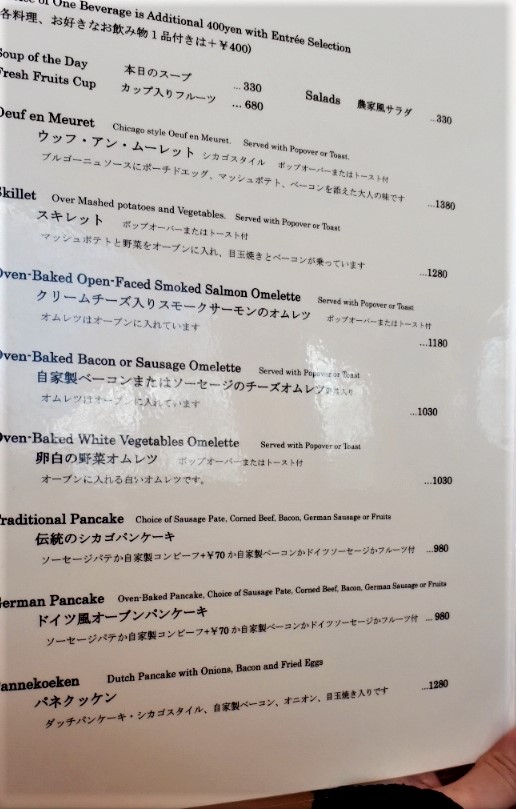 of One Beverage is Additional 400yen with Entrée Selection
各料理、お好きなお飲み物1品付きは+¥400)
Soup of the Day 本日のスープ ...330
Fresh Fruits Cup カップ入りフルーツ ... 680
Salads 農家風サラダ ...330
Oeuf en Meuret Chicago style Oeuf en Meuret. Served with Popover or Toast.
ウッフ・アン・ムーレット シカゴスタイル ポップオーバーまたはトースト付
ブルゴーニュソースにポーチドエッグ、マッシュポテト、ベーコンを添えた大人の味です ...1380
Skillet Over Mashed potatoes and Vegetables. Served with Popover or Toast
スキレット ポップオーバーまたはトースト付
マッシュポテトと野菜をオーブンに入れ、目玉焼きとベーコンが乗っています ...1280
Oven-Baked Open-Faced Smoked Salmon Omelette Served with Popover or Toast
クリームチーズ入りスモークサーモンのオムレツ ポップオーバーまたはトースト付
オムレツはオーブンに入れています ...1180
Oven-Baked Bacon or Sausage Omelette Served with Popover or Toast
自家製ベーコンまたはソーセージのチーズオムレツ
オムレツはオーブンに入れています ...1030
Oven-Baked White Vegetables Omelette Served with Popover or Toast
卵白の野菜オムレツ ポップオーバーまたはトースト付
オーブンに入れる白いオムレツです。 ...1030
Traditional Pancake Choice of Sausage Pate, Corned Beef, Bacon, German Sausage or Fruits
伝統のシカゴパンケーキ
ソーセージパテか自家製コンビーフ+¥70か自家製ベーコンかドイツソーセージかフルーツ付 ...980
German Pancake Oven-Baked Pancake, Choice of Sausage Pate, Corned Beef, Bacon, German Sausage or Fruits
ドイツ風オーブンパンケーキ
ソーセージパテか自家製コンビーフ+¥70か自家製ベーコンかドイツソーセージかフルーツ付 ... 980
Pannekoeken Dutch Pancake with Onions, Bacon and Fried Eggs
パネクッケン
ダッチパンケーキ・シカゴスタイル、自家製ベーコン、オニオン、目玉焼き入りです ...1280